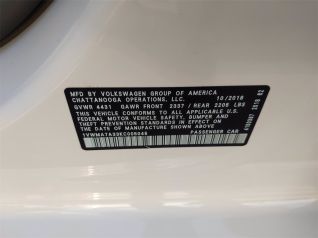 MFD. BY VOLKSWAGEN GROUP OF AMERICA
CHATTANOOGA OPERATIONS, LLC. 10/2018
GVWR 4431 GAWR FRONT 2337 / REAR 2205 LBS
THIS VEHICLE CONFORMS TO ALL APPLICABLE
FEDERAL MOTOR VEHICLE SAFETY, BUMPER,
AND THEFT PREVENTION STANDARDS IN EFFECT ON THE
DATE OF MANUFACTURE SHOWN ABOVE.
PASSENGER CAR